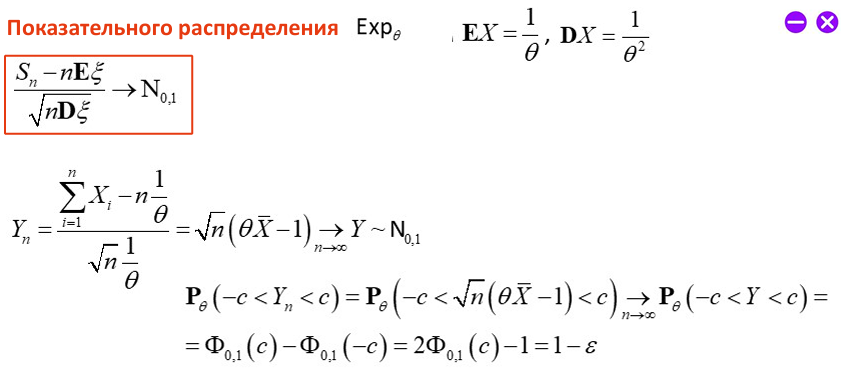 Показательного распределения Exp_θ , EX = 1/θ, DX = 1/θ²
(S_n − nEξ)/√(nDξ) → N_{0,1}
Y_n = (∑_{i=1}^{n} X_i − n 1/θ)/(√n 1/θ) = √n(θX̄ − 1) →_{n→∞} Y ~ N_{0,1}
P_θ(−c < Y_n < c) = P_θ(−c < √n(θX̄ − 1) < c) →_{n→∞} P_θ(−c < Y < c) =
= Φ_{0,1}(c) − Φ_{0,1}(−c) = 2Φ_{0,1}(c) − 1 = 1 − ε